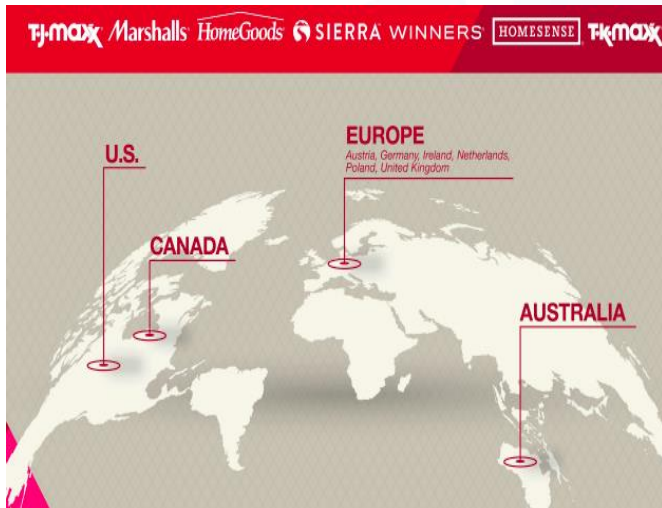 T·J·maxx Marshalls HomeGoods SIERRA WINNERS HOMESENSE T·K·maxx
U.S.
EUROPE
Austria, Germany, Ireland, Netherlands,
Poland, United Kingdom
CANADA
AUSTRALIA